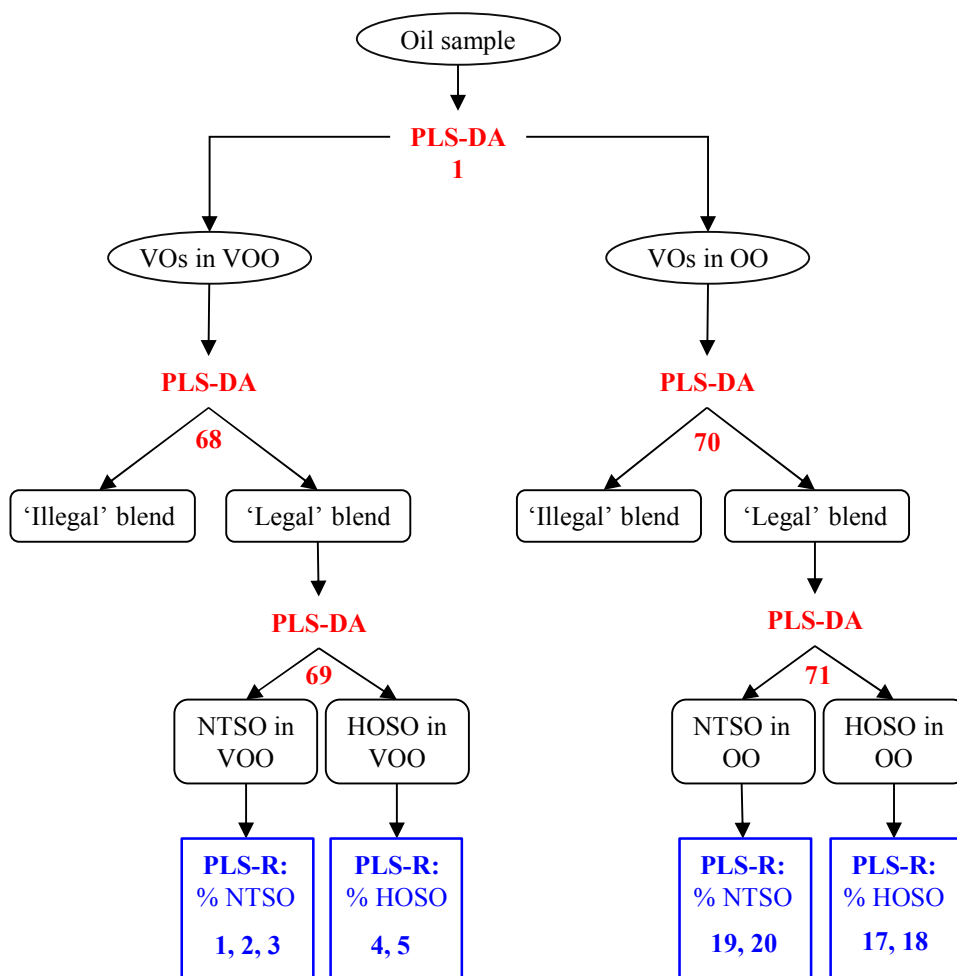 Oil sample
PLS-DA
1
VOs in VOO
VOs in OO
PLS-DA
PLS-DA
68
70
‘Illegal’ blend
‘Legal’ blend
‘Illegal’ blend
‘Legal’ blend
PLS-DA
PLS-DA
69
71
NTSO in
VOO
HOSO in
VOO
NTSO in
OO
HOSO in
OO
PLS-R:
% NTSO
1, 2, 3
PLS-R:
% HOSO
4, 5
PLS-R:
% NTSO
19, 20
PLS-R:
% HOSO
17, 18